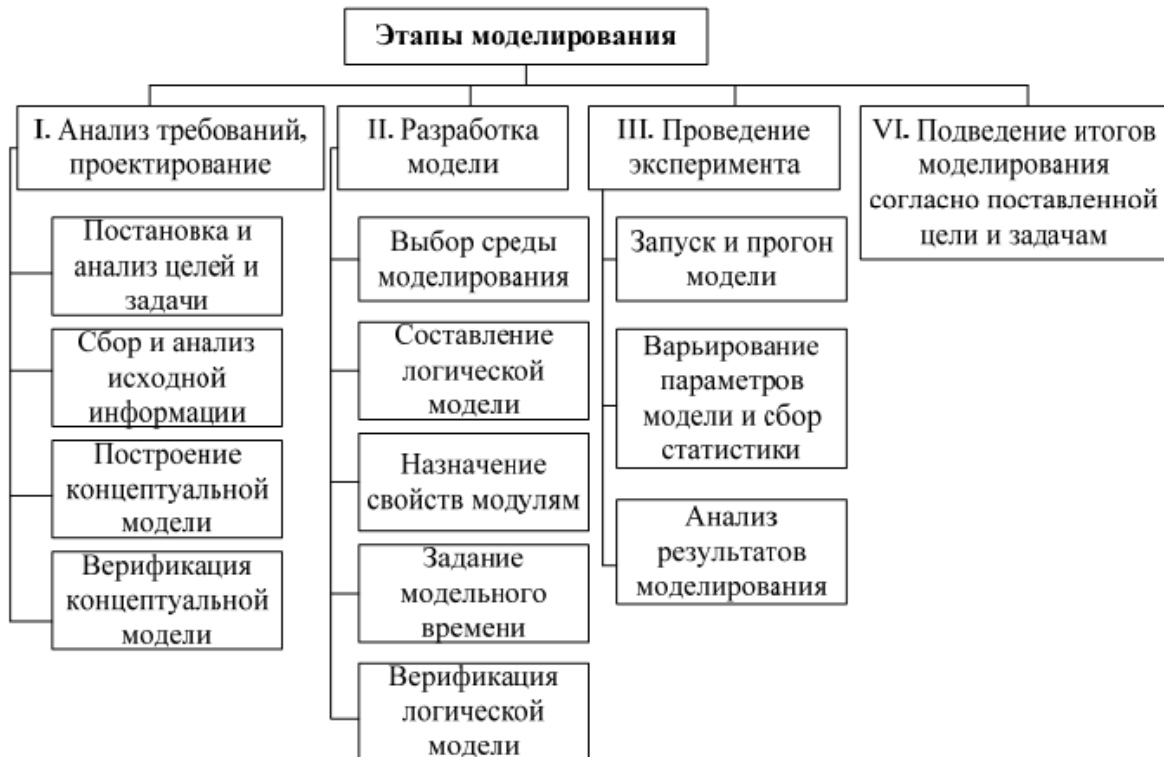 Этапы моделирования
I. Анализ требований,
проектирование
Постановка и
анализ целей и
задачи
Сбор и анализ
исходной
информации
Построение
концептуальной
модели
Верификация
концептуальной
модели
II. Разработка
модели
Выбор среды
моделирования
Составление
логической
модели
Назначение
свойств модулям
Задание
модельного
времени
Верификация
логической
модели
III. Проведение
эксперимента
Запуск и прогон
модели
Варьирование
параметров
модели и сбор
статистики
Анализ
результатов
моделирования
VI. Подведение итогов
моделирования
согласно поставленной
цели и задачам